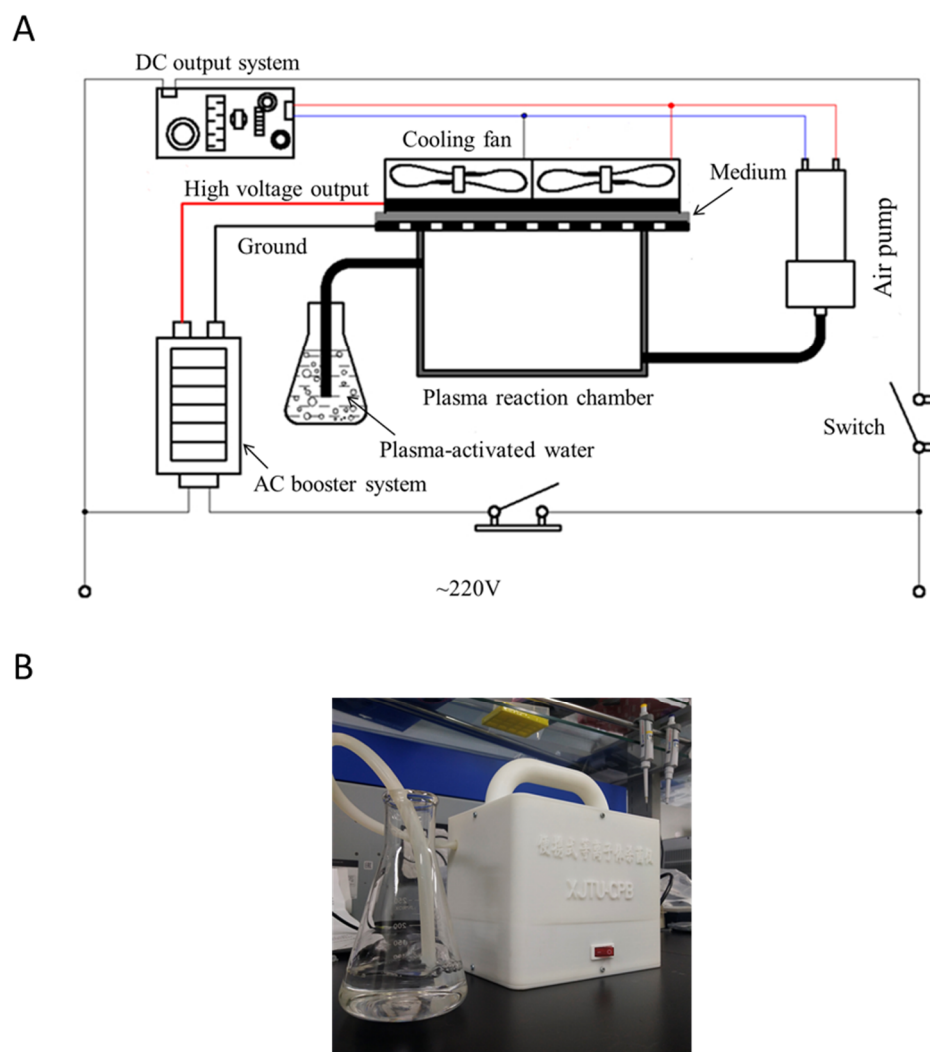 A
DC output system
Cooling fan
Medium
High voltage output
Ground
Air pump
Plasma reaction chamber
Switch
Plasma-activated water
AC booster system
~220V
B
XJTU-CPB